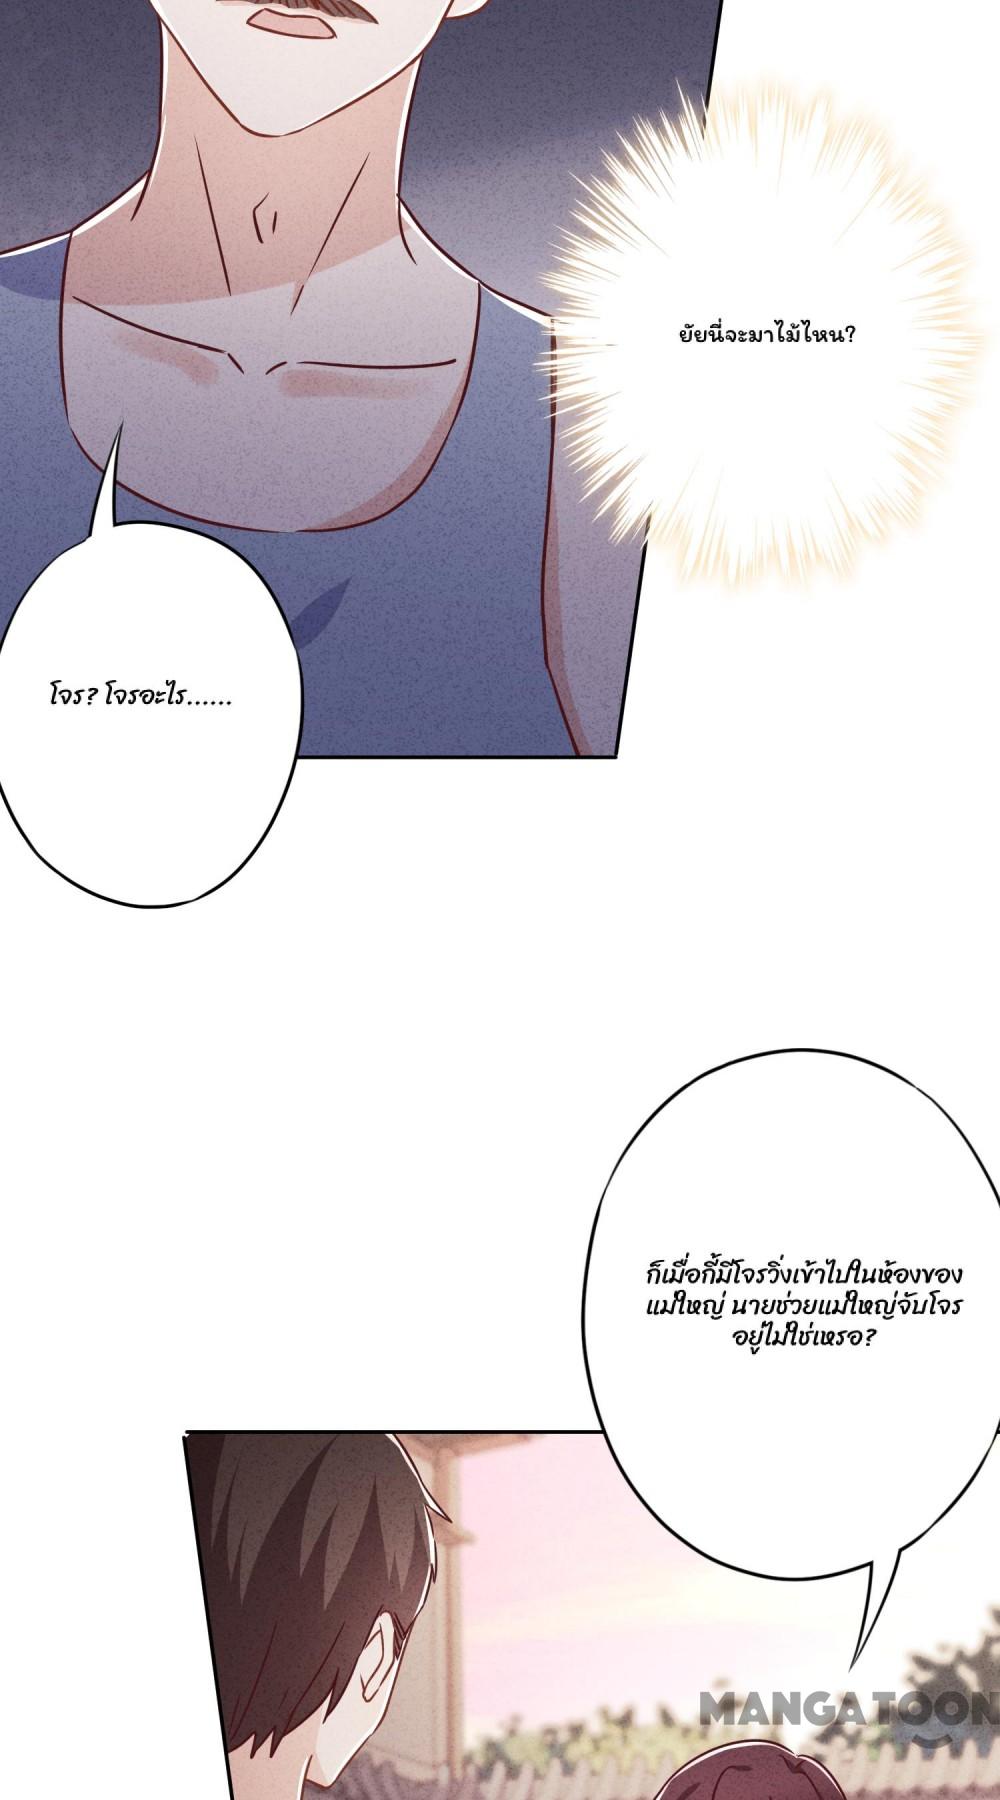 ยัยนี่จะมาไม้ไหน?
โจร? โจรอะไร......
ก็เมื่อกี้มีโจรวิ่งเข้าไปในห้องของ
แม่ใหญ่ นายช่วยแม่ใหญ่จับโจร
อยู่ไม่ใช่เหรอ?
MANGATOON